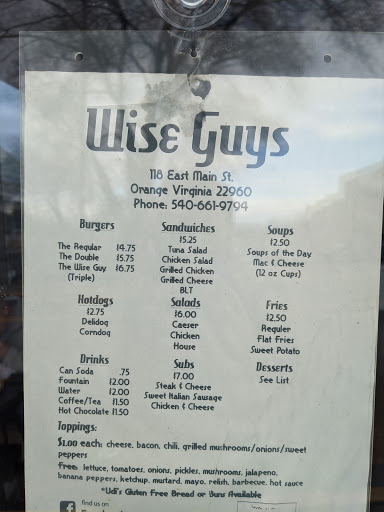 Wise Guys
118 East Main St.
Orange Virginia 22960
Phone: 540-661-9794
Burgers
The Regular $4.75
The Double $5.75
The Wise Guy $6.75
(Triple)
Sandwiches
$5.25
Tuna Salad
Chicken Salad
Grilled Chicken
Grilled Cheese
BLT
Soups
$2.50
Soups of the Day
Mac & Cheese
(12 oz Cups)
Hotdogs
$2.75
Delidog
Corndog
Salads
$6.00
Caeser
Chicken
House
Fries
$2.50
Reguler
Flat Fries
Sweet Potato
Drinks
Can Soda .75
Fountain $2.00
Water $2.00
Coffee/Tea $1.50
Hot Chocolate $1.50
Subs
$7.00
Steak & Cheese
Sweet Italian Sausage
Chicken & Cheese
Desserts
See List
Toppings:
$1.00 each: cheese, bacon, chili, grilled mushrooms/onions/sweet
peppers
free: lettuce, tomatoes, onions, pickles, mushrooms, jalapeno,
banana peppers, ketchup, mustard, mayo, relish, barbecue, hot sauce
*Udi's Gluten Free Bread or Buns Available
find us on